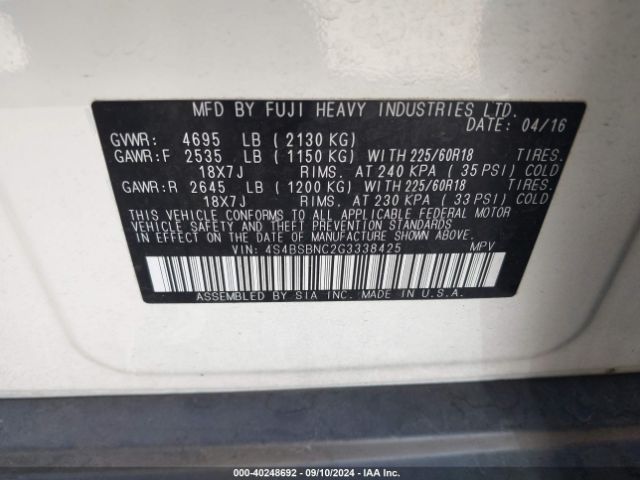 MFD BY FUJI HEAVY INDUSTRIES LTD.
DATE: 04/16
GVWR: 4695 LB (2130 KG)
GAWR:F 2535 LB (1150 KG) WITH 225/60R18 TIRES.
18X7J RIMS. AT 240 KPA (35 PSI) COLD
GAWR:R 2645 LB (1200 KG) WITH 225/60R18 TIRES.
18X7J RIMS. AT 230 KPA (33 PSI) COLD
THIS VEHICLE CONFORMS TO ALL APPLICABLE FEDERAL MOTOR
VEHICLE SAFETY AND THEFT PREVENTION STANDARDS
IN EFFECT ON THE DATE OF MANUFACTURE SHOWN ABOVE.
VIN: 4S4BSBNC2G3338425 MPV
ASSEMBLED BY SIA INC. MADE IN U.S.A.
000-40248692 - 09/10/2024 - IAA Inc.